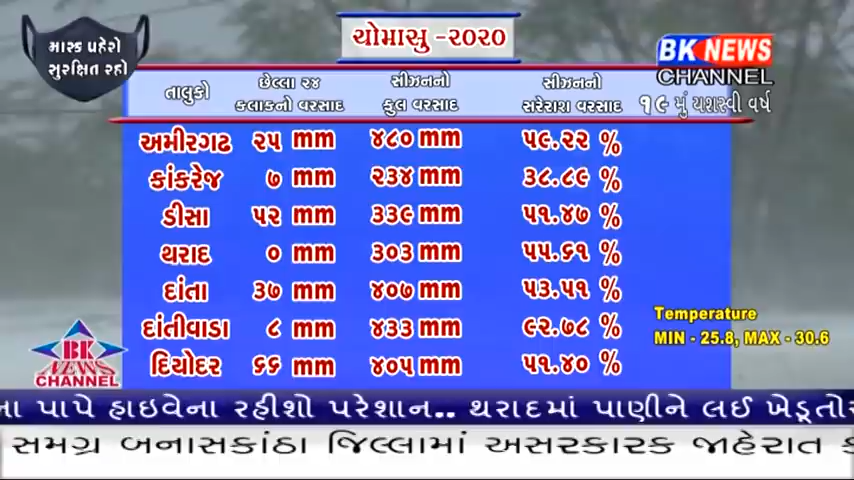 માસ્ક પહેરો
સુરક્ષિત રહો
ચોમાસુ -૨૦૨૦
BK NEWS
CHANNEL
૧૯ મું યશસ્વી વર્ષ
તાલુકો છેલ્લા ૨૪ કલાકનો વરસાદ સીઝનનો કુલ વરસાદ સીઝનનો સરેરાશ વરસાદ
અમીરગઢ ૨૫ mm ૪૮૦ mm ૫૯.૨૨ %
કાંકરેજ ૭ mm ૨૩૪ mm ૩૮.૮૯ %
ડીસા ૫૨ mm ૩૩૯ mm ૫૧.૪૭ %
થરાદ ૦ mm ૩૦૩ mm ૫૫.૬૧ %
દાંતા ૩૭ mm ૪૦૭ mm ૫૩.૫૧ %
દાંતીવાડા ૮ mm ૪૩૩ mm ૯૨.૭૮ %
દિયોદર ૬૬ mm ૪૦૫ mm ૫૧.૪૦ %
Temperature
MIN - 25.8, MAX - 30.6
BK
NEWS
CHANNEL
ના પાપે હાઇવેના રહીશો પરેશાન.. થરાદમાં પાણીને લઈ ખેડૂતો
સમગ્ર બનાસકાંઠા જિલ્લામાં અસરકારક જાહેરાત